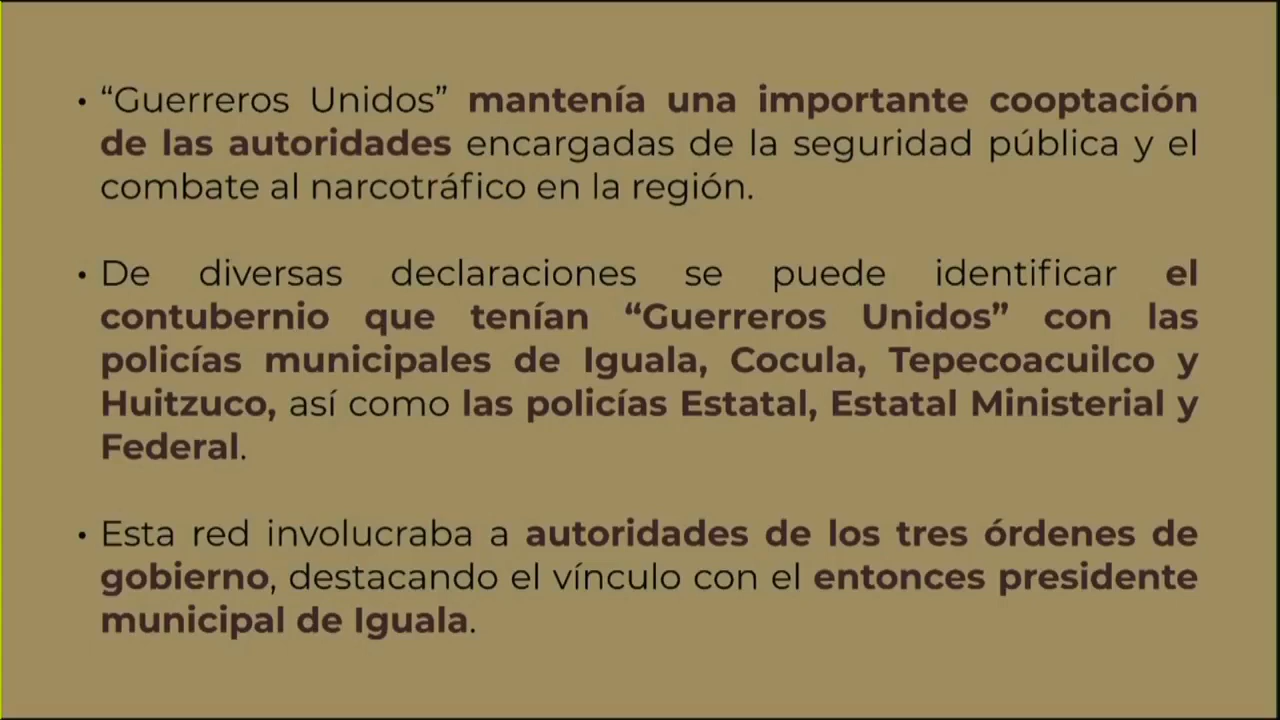 • “Guerreros Unidos” mantenía una importante cooptación
de las autoridades encargadas de la seguridad pública y el
combate al narcotráfico en la región.
• De diversas declaraciones se puede identificar el
contubernio que tenían “Guerreros Unidos” con las
policías municipales de Iguala, Cocula, Tepecoacuilco y
Huitzuco, así como las policías Estatal, Estatal Ministerial y
Federal.
• Esta red involucraba a autoridades de los tres órdenes de
gobierno, destacando el vínculo con el entonces presidente
municipal de Iguala.